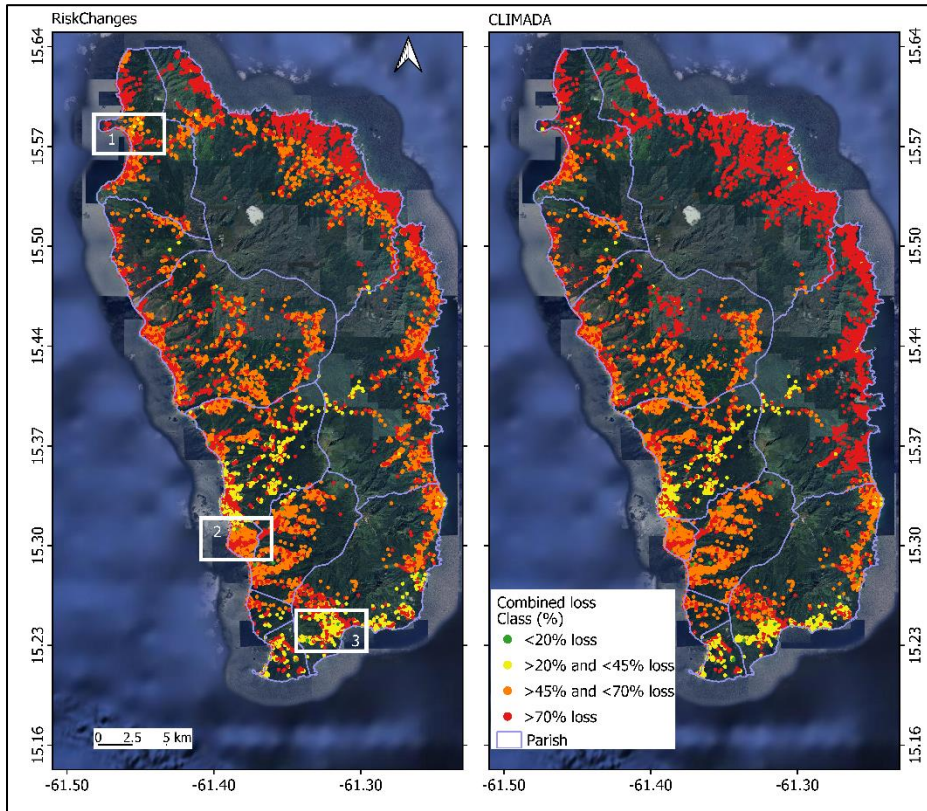 RiskChanges
CLIMADA
15.64
15.57
15.50
15.44
15.37
15.30
15.23
15.16
1
2
3
0 2.5 5 km
-61.51
-61.40
-61.30
Combined loss
Class (%)
<20% loss
>20% and <45% loss
>45% and <70% loss
>70% loss
Parish
-61.51
-61.40
-61.30
15.64
15.57
15.50
15.44
15.37
15.30
15.23
15.16